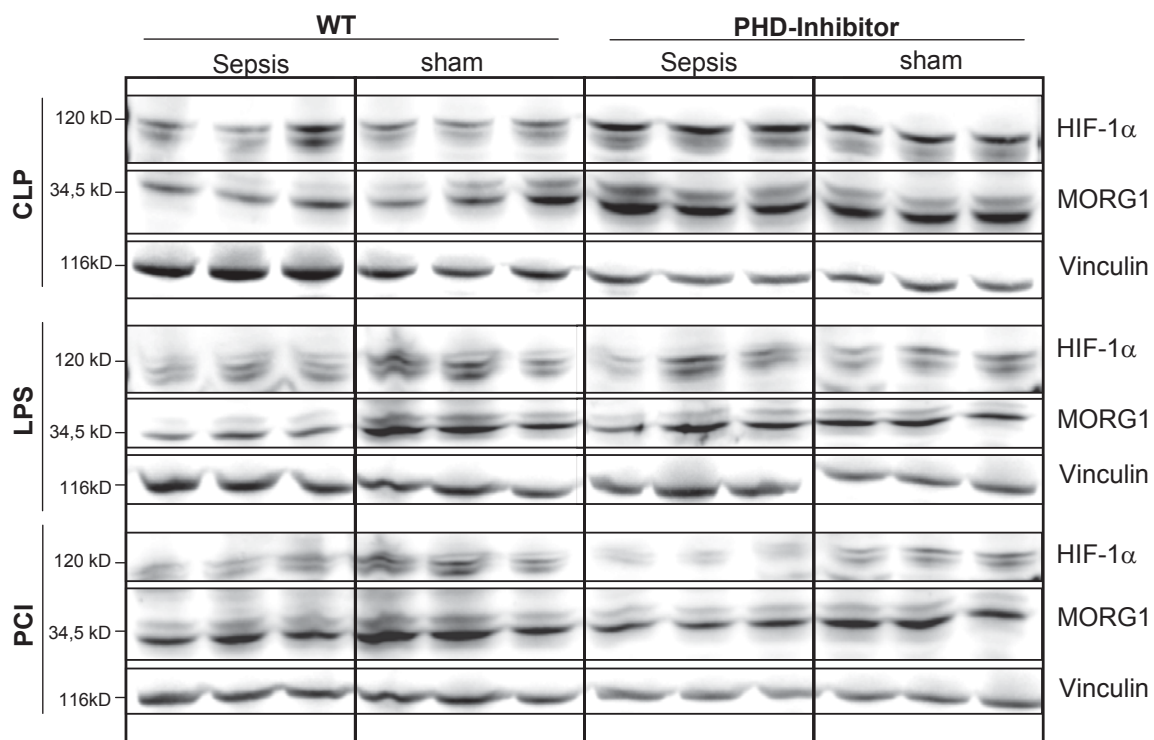 WT PHD-Inhibitor
Sepsis sham Sepsis sham
CLP
120 kD HIF-1α
34,5 kD MORG1
116kD Vinculin
LPS
120 kD HIF-1α
34,5 kD MORG1
116kD Vinculin
PCI
120 kD HIF-1α
34,5 kD MORG1
116kD Vinculin